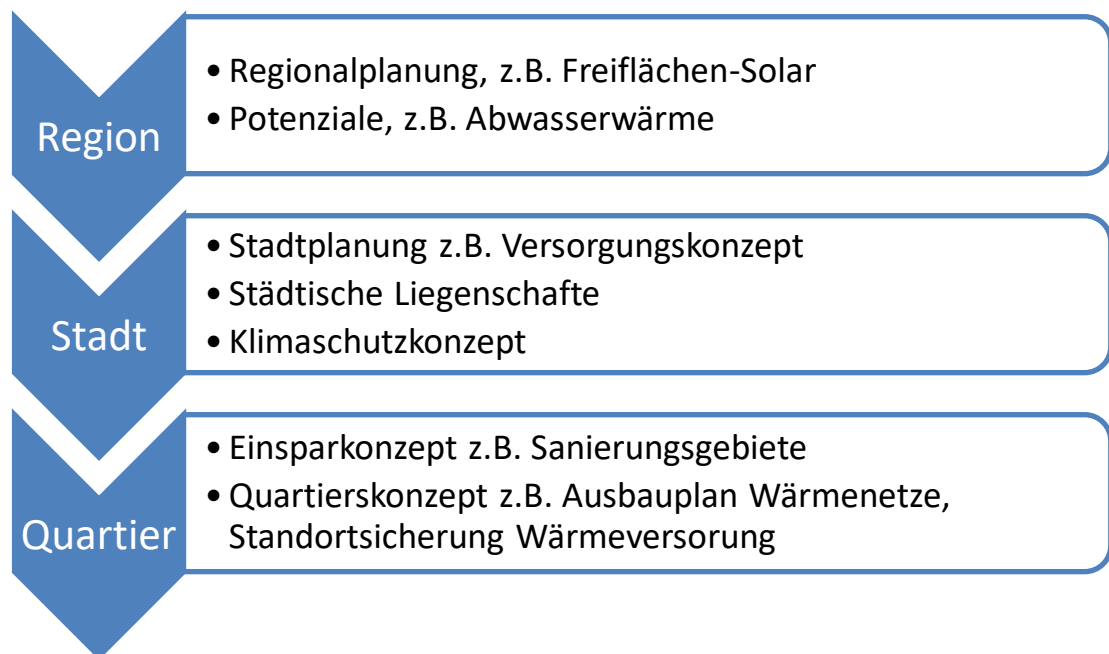 Region
• Regionalplanung, z.B. Freiflächen-Solar
• Potenziale, z.B. Abwasserwärme
Stadt
• Stadtplanung z.B. Versorgungskonzept
• Städtische Liegenschafte
• Klimaschutzkonzept
Quartier
• Einsparkonzept z.B. Sanierungsgebiete
• Quartierskonzept z.B. Ausbauplan Wärmenetze,
Standortsicherung Wärmeversorung